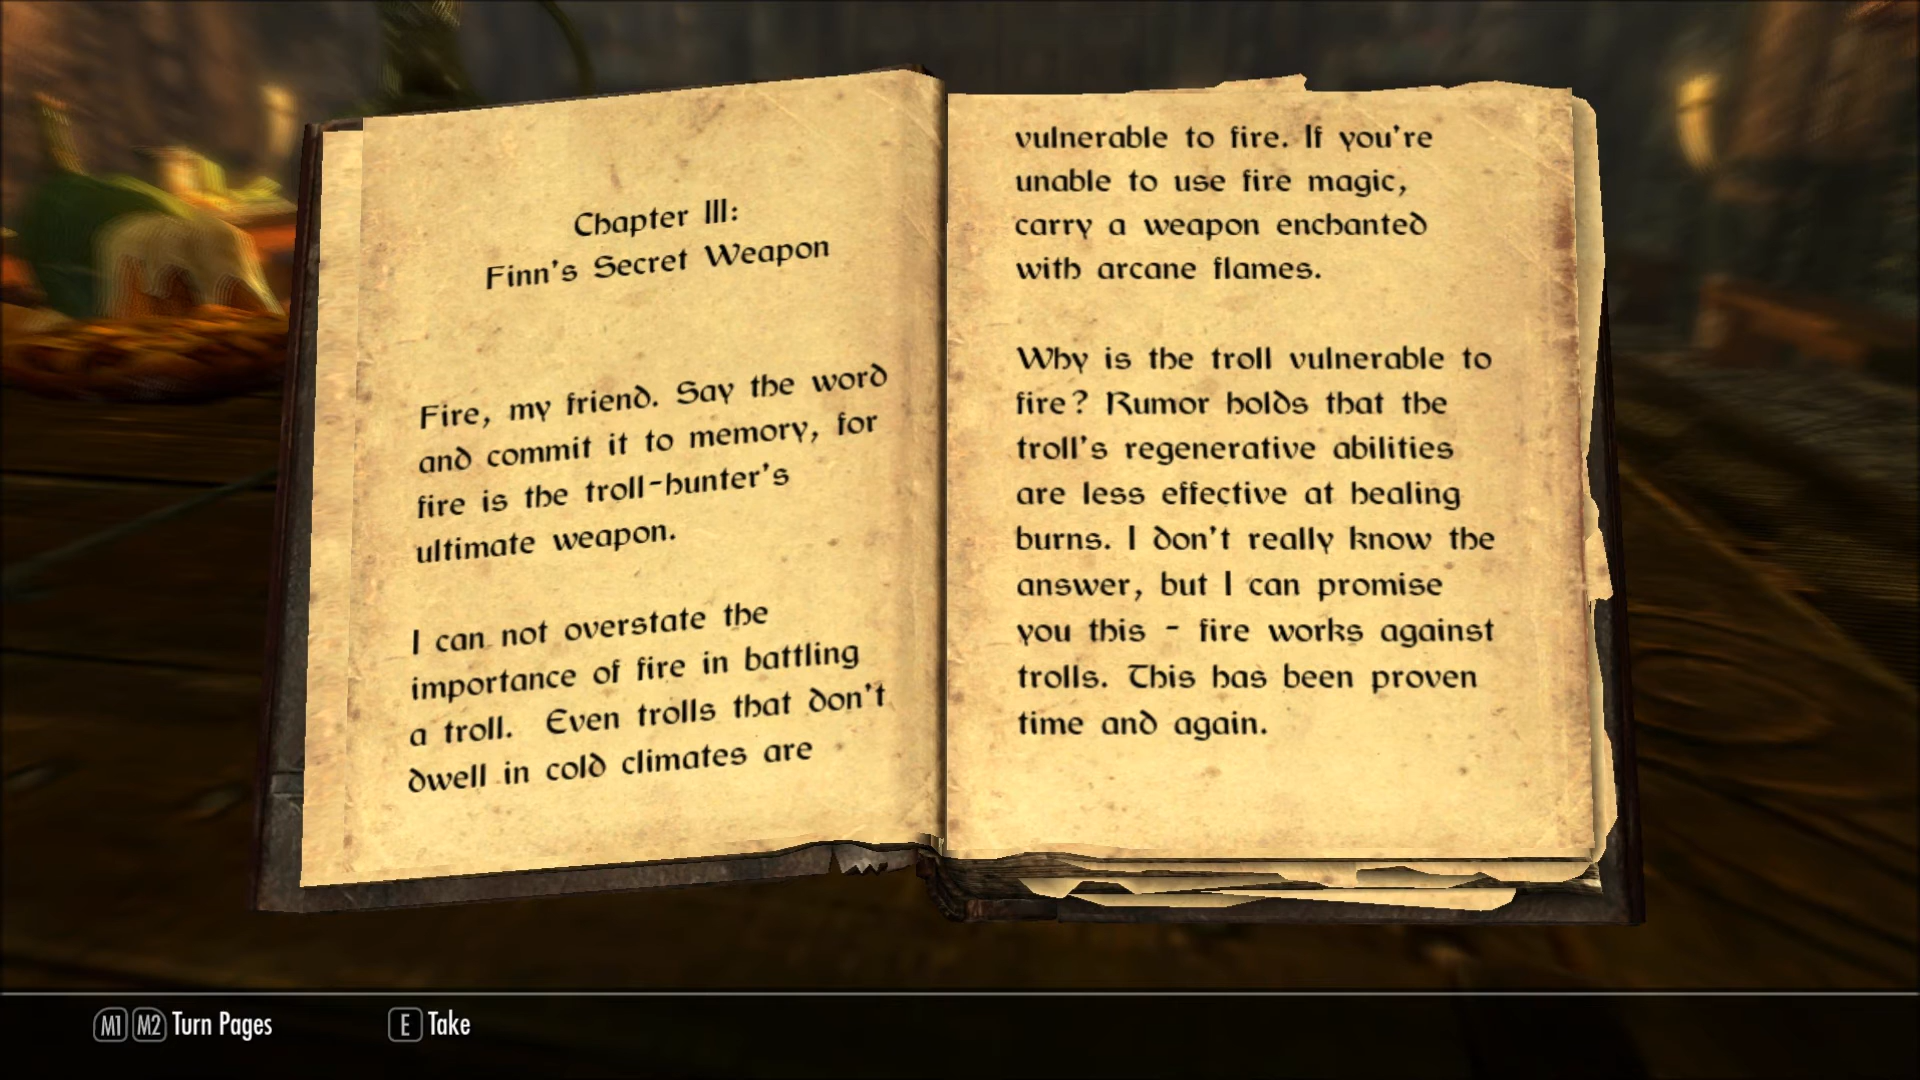 Chapter III:
Finn's Secret Weapon
Fire, my friend. Say the word
and commit it to memory, for
fire is the troll-hunter's
ultimate weapon.
I can not overstate the
importance of fire in battling
a troll.  Even trolls that don't
dwell in cold climates are
vulnerable to fire. If you're
unable to use fire magic,
carry a weapon enchanted
with arcane flames.
Why is the troll vulnerable to
fire? Rumor holds that the
troll's regenerative abilities
are less effective at healing
burns. I don't really know the
answer, but I can promise
you this - fire works against
trolls. This has been proven
time and again.
M1 M2 Turn Pages
E Take